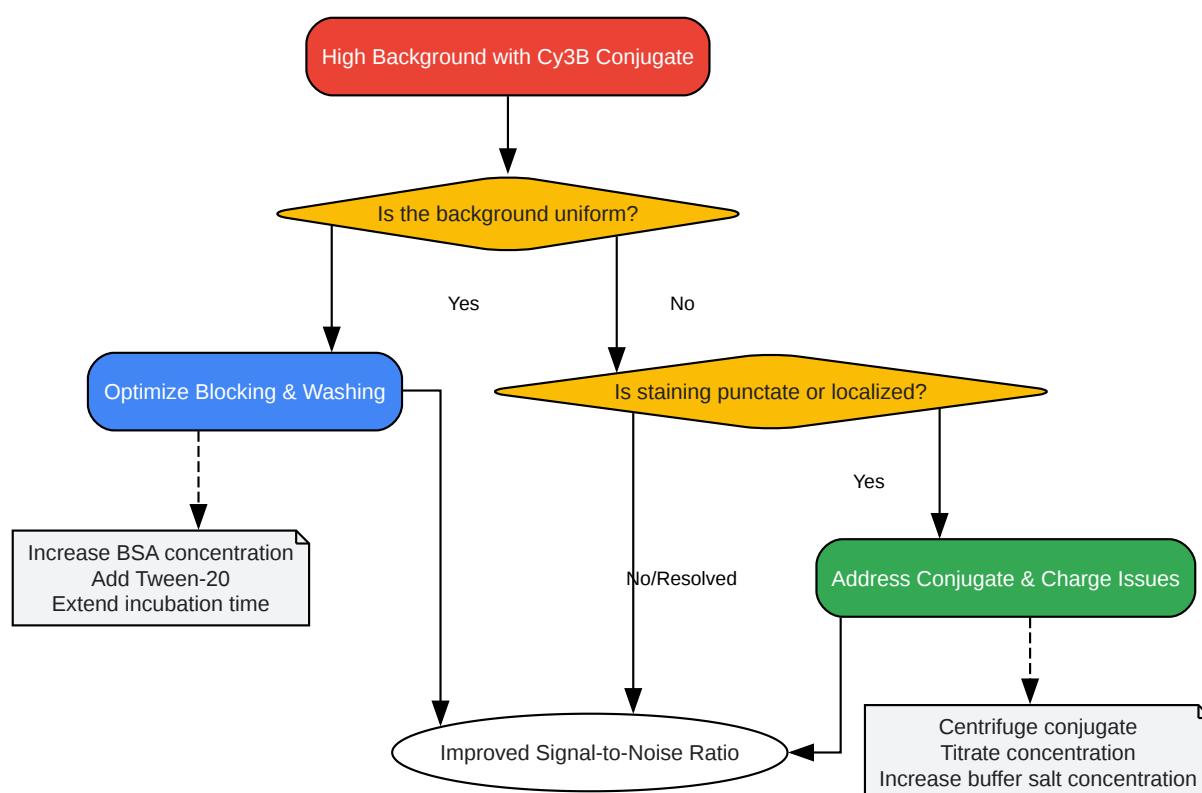 High Background with Cy3B Conjugate
Is the background uniform?
Yes
No
Optimize Blocking & Washing
Is staining punctate or localized?
Yes
Increase BSA concentration
Add Tween-20
Extend incubation time
No/Resolved
Address Conjugate & Charge Issues
Improved Signal-to-Noise Ratio
Centrifuge conjugate
Titrate concentration
Increase buffer salt concentration